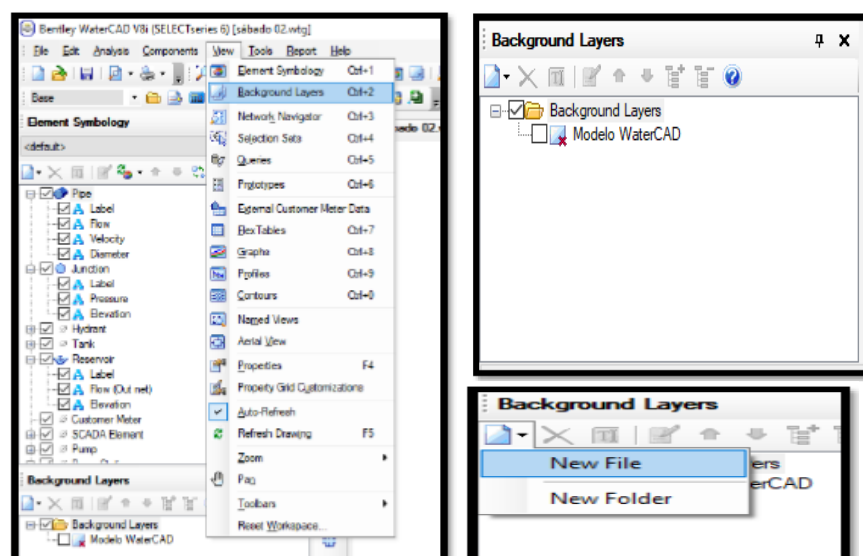 Bentley WaterCAD V8i (SELECTseries 6) [sábado 02.wtg]
File Edit Analysis Components View Tools Report Help
Base
Element Symbology
<default>
Pipe
Label
Flow
Velocity
Diameter
Junction
Label
Pressure
Elevation
Hydrant
Tank
Reservoir
Label
Flow (Out net)
Elevation
Customer Meter
SCADA Element
Pump
Background Layers
Background Layers
Modelo WaterCAD
Element Symbology Ctrl+1
Background Layers Ctrl+2
Network Navigator Ctrl+3
Selection Sets Ctrl+4
Queries Ctrl+5
Prototypes Ctrl+6
External Customer Meter Data
FlexTables Ctrl+7
Graphs Ctrl+8
Profiles Ctrl+9
Contours Ctrl+0
Named Views
Aerial View
Properties F4
Property Grid Customizations
Auto-Refresh
Refresh Drawing F5
Zoom
Pan
Toolbars
Reset Workspace...
bado 02.
Background Layers
Background Layers
Modelo WaterCAD
Background Layers
New File
New Folder
ers
erCAD